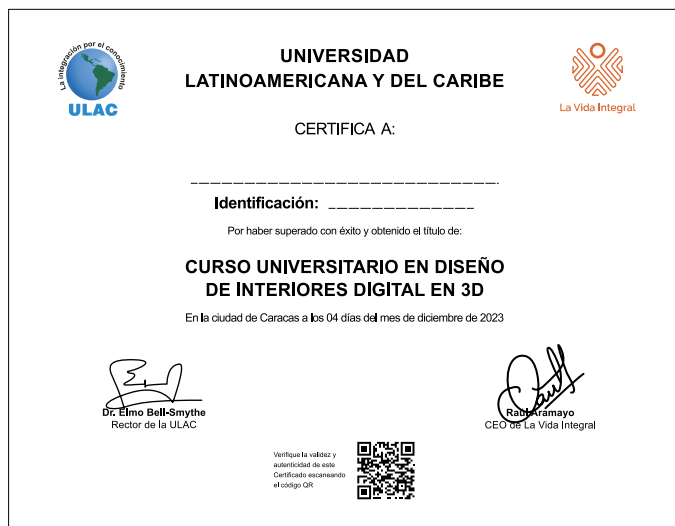 La integración por el conocimiento
ULAC
UNIVERSIDAD
LATINOAMERICANA Y DEL CARIBE
La Vida Integral
CERTIFICA A:
Identificación:
Por haber superado con éxito y obtenido el título de:
CURSO UNIVERSITARIO EN DISEÑO
DE INTERIORES DIGITAL EN 3D
En la ciudad de Caracas a los 04 días del mes de diciembre de 2023
Dr. Elmo Bell-Smythe
Rector de la ULAC
Raúl Aramayo
CEO de La Vida Integral
Verifique la validez y
autenticidad de este
Certificado escaneando
el código QR